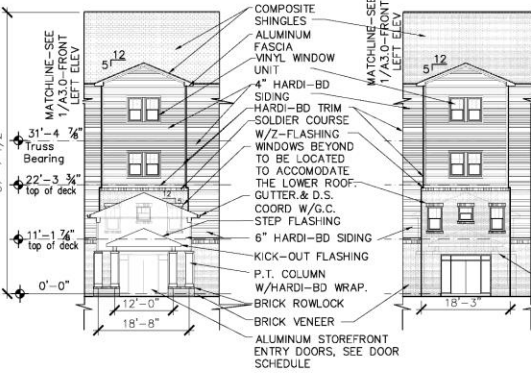 COMPOSITE
SHINGLES
ALUMINUM
FASCIA
VINYL WINDOW
UNIT
4" HARDI-BD
SIDING
HARDI-BD TRIM
SOLDIER COURSE
W/Z-FLASHING
WINDOWS BEYOND
TO BE LOCATED
TO ACCOMODATE
THE LOWER ROOF.
GUTTER & D.S.
COORD W/G.C.
STEP FLASHING
6" HARDI-BD SIDING
KICK-OUT FLASHING
P.T. COLUMN
W/HARDI-BD WRAP.
BRICK ROWLOCK
BRICK VENEER
ALUMINUM STOREFRONT
ENTRY DOORS, SEE DOOR
SCHEDULE
MATCHLINE-SEE
1/A3.0-FRONT
LEFT ELEV
12
5
31'-4 7/8"
Truss
Bearing
22'-3 3/4"
top of deck
11'-1 7/8"
top of deck
0'-0"
12'-0"
18'-8"
MATCHLINE-SEE
1/A3.0-FRONT
LEFT ELEV
12
5
18'-3"